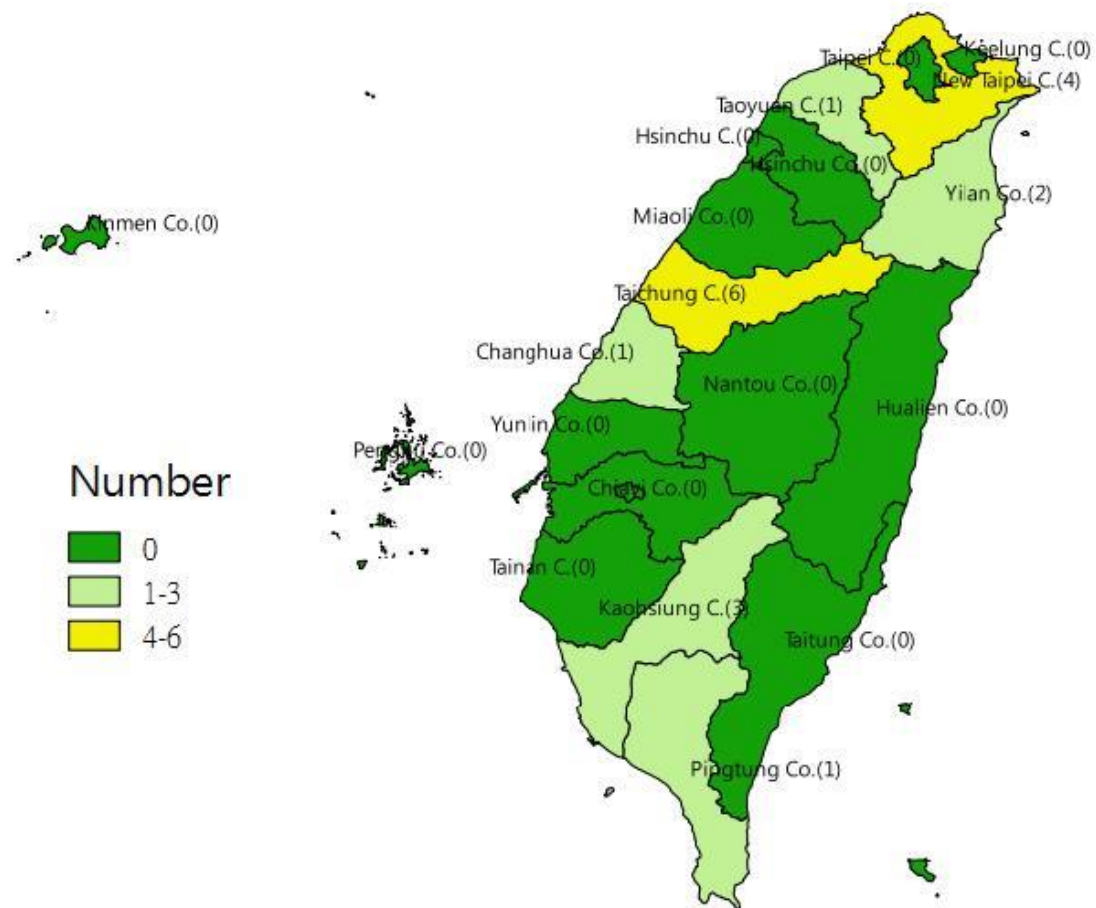 Keelung C.(0)
Taipei C.(0)
New Taipei C.(4)
Taoyuan C.(1)
Hsinchu C.(0)
Hsinchu Co.(0)
Yilan Co.(2)
Miaoli Co.(0)
Kinmen Co.(0)
Taichung C.(6)
Changhua Co.(1)
Nantou Co.(0)
Hualien Co.(0)
Yunlin Co.(0)
Penghu Co.(0)
Chiayi Co.(0)
Number
0
1-3
4-6
Tainan C.(0)
Kaohsiung C.(3)
Taitung Co.(0)
Pingtung Co.(1)